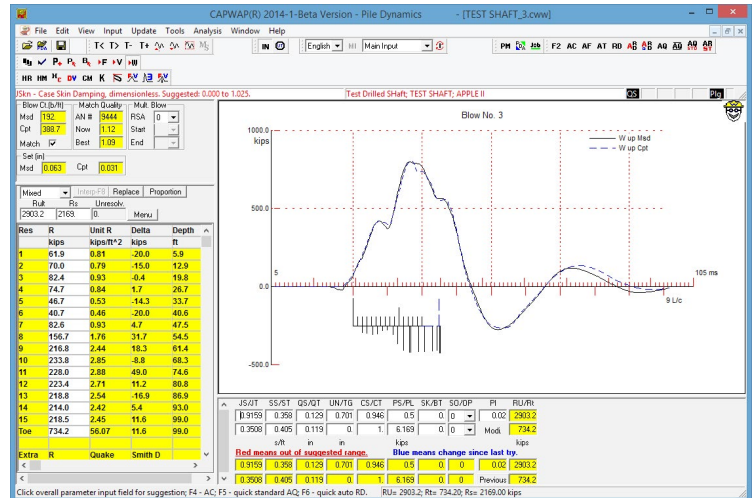 CAPWAP(R) 2014-1-Beta Version - Pile Dynamics - [TEST SHAFT_3.cww]
File Edit View Input Update Dimensions Tools Analysis Window Help
T< T> T- T+
IN English Main Input PM Job F2 AC AF AT RD AB AB AQ AQ AQ AB
P+ P+ R +F +V
HR HM Hc DV CM K
JSkn - Case Skin Damping, dimensionless. Suggested: 0.000 to 1.025. Test Drilled SHaft; TEST SHAFT; APPLE II QS Plg
Blow Ct.(b/ft) Match Quality Mult. Blow
Msd 192. AN # 9444 RSA 0
Cpt 388.7 Now 1.12 Start
Match Best 1.09 End
Set (in)
Msd 0.063 Cpt 0.031
Mixed Interp-F8 Replace Proportion
Rult Rs Unresolv.
2903.2 2169. 0. Menu
Res R Unit R Delta Depth
kips kips/ft^2 kips ft
1 61.9 0.81 -20.0 5.9
2 70.0 0.79 -15.0 12.9
3 82.4 0.93 -0.4 19.8
4 74.7 0.84 1.7 26.7
5 46.7 0.53 -14.3 33.7
6 40.7 0.46 -20.0 40.6
7 82.6 0.93 4.7 47.5
8 156.7 1.76 31.7 54.5
9 216.8 2.44 18.3 61.4
10 233.8 2.85 -8.8 68.3
11 228.0 2.88 49.0 74.6
12 223.4 2.71 11.2 80.8
13 218.8 2.54 -16.9 86.9
14 214.0 2.42 5.4 93.0
15 218.5 2.45 11.6 99.0
Toe 734.2 56.07 11.6 99.0
Extra R Quake Smith D
Blow No. 3
1000.0
kips
W up Msd
W up Cpt
500.0
5
105 ms
0.0
9 L/c
-500.0
JS/JT SS/ST QS/QT UN/TG CS/CT PS/PL SK/BT SO/OP PI RU/Rt
0.9159 0.358 0.129 0.701 0.946 0.5 0. 0 0.02 2903.2
0.3508 0.405 0.119 0. 1. 6.169 0. 0 Modi. 734.2
s/ft in in kips kips
Red means out of suggested range. Blue means change since last try.
0.9159 0.358 0.129 0.701 0.946 0.5 0 0 0.02 2903.2
0.3508 0.405 0.119 0. 1. 6.169 0 0 Previous 734.2
Click overall parameter input field for suggestion; F4 - AC; F5 - quick standard AQ; F6 - quick auto RD. RU= 2903.2; Rt= 734.20; Rs= 2169.00 kips